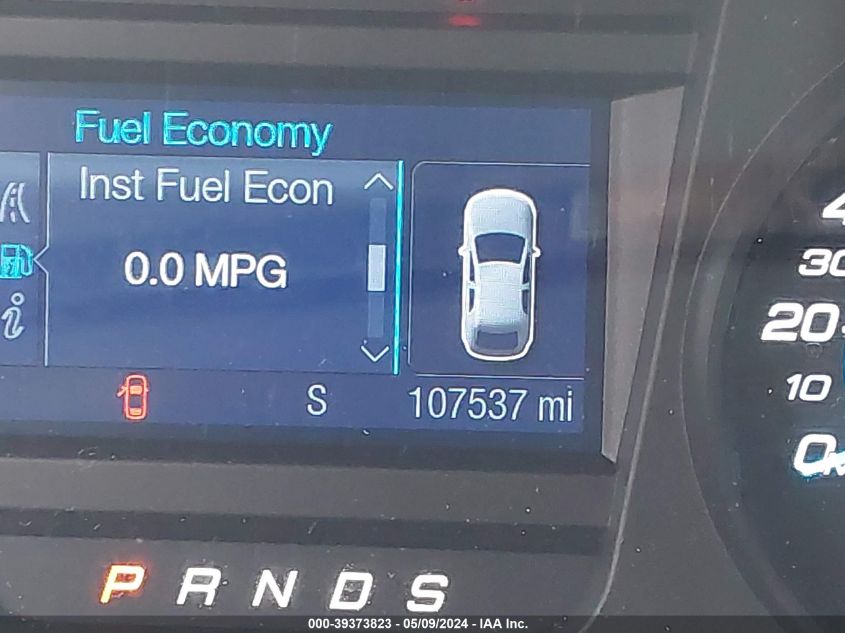 Fuel Economy
Inst Fuel Econ
0.0 MPG
S
107537 mi
30
20
10
0
P R N D S
000-39373823 - 05/09/2024 - IAA Inc.